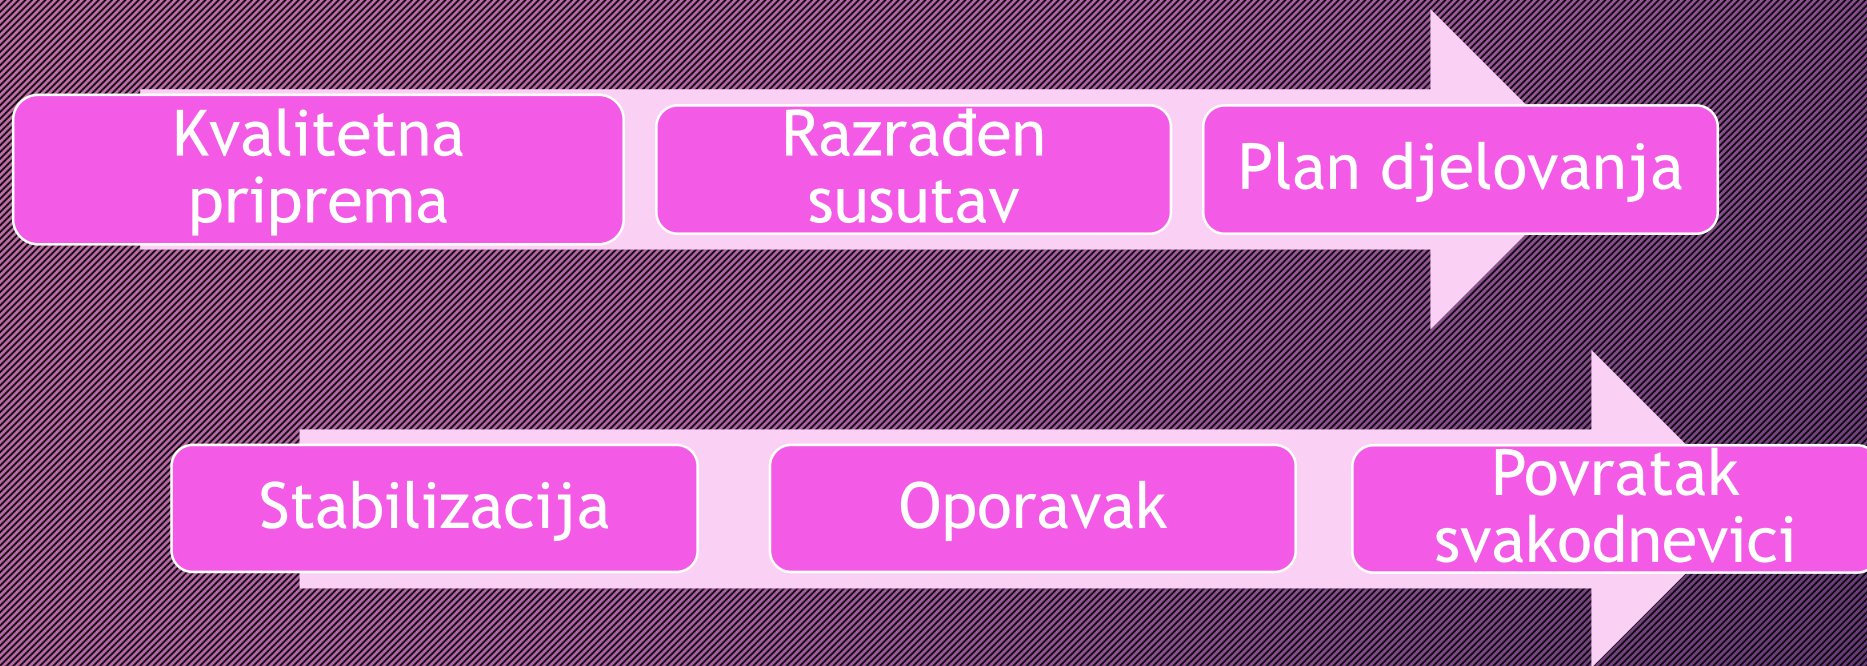 Kvalitetna
priprema
Razrađen
susutav
Plan djelovanja
Stabilizacija
Oporavak
Povratak
svakodnevici